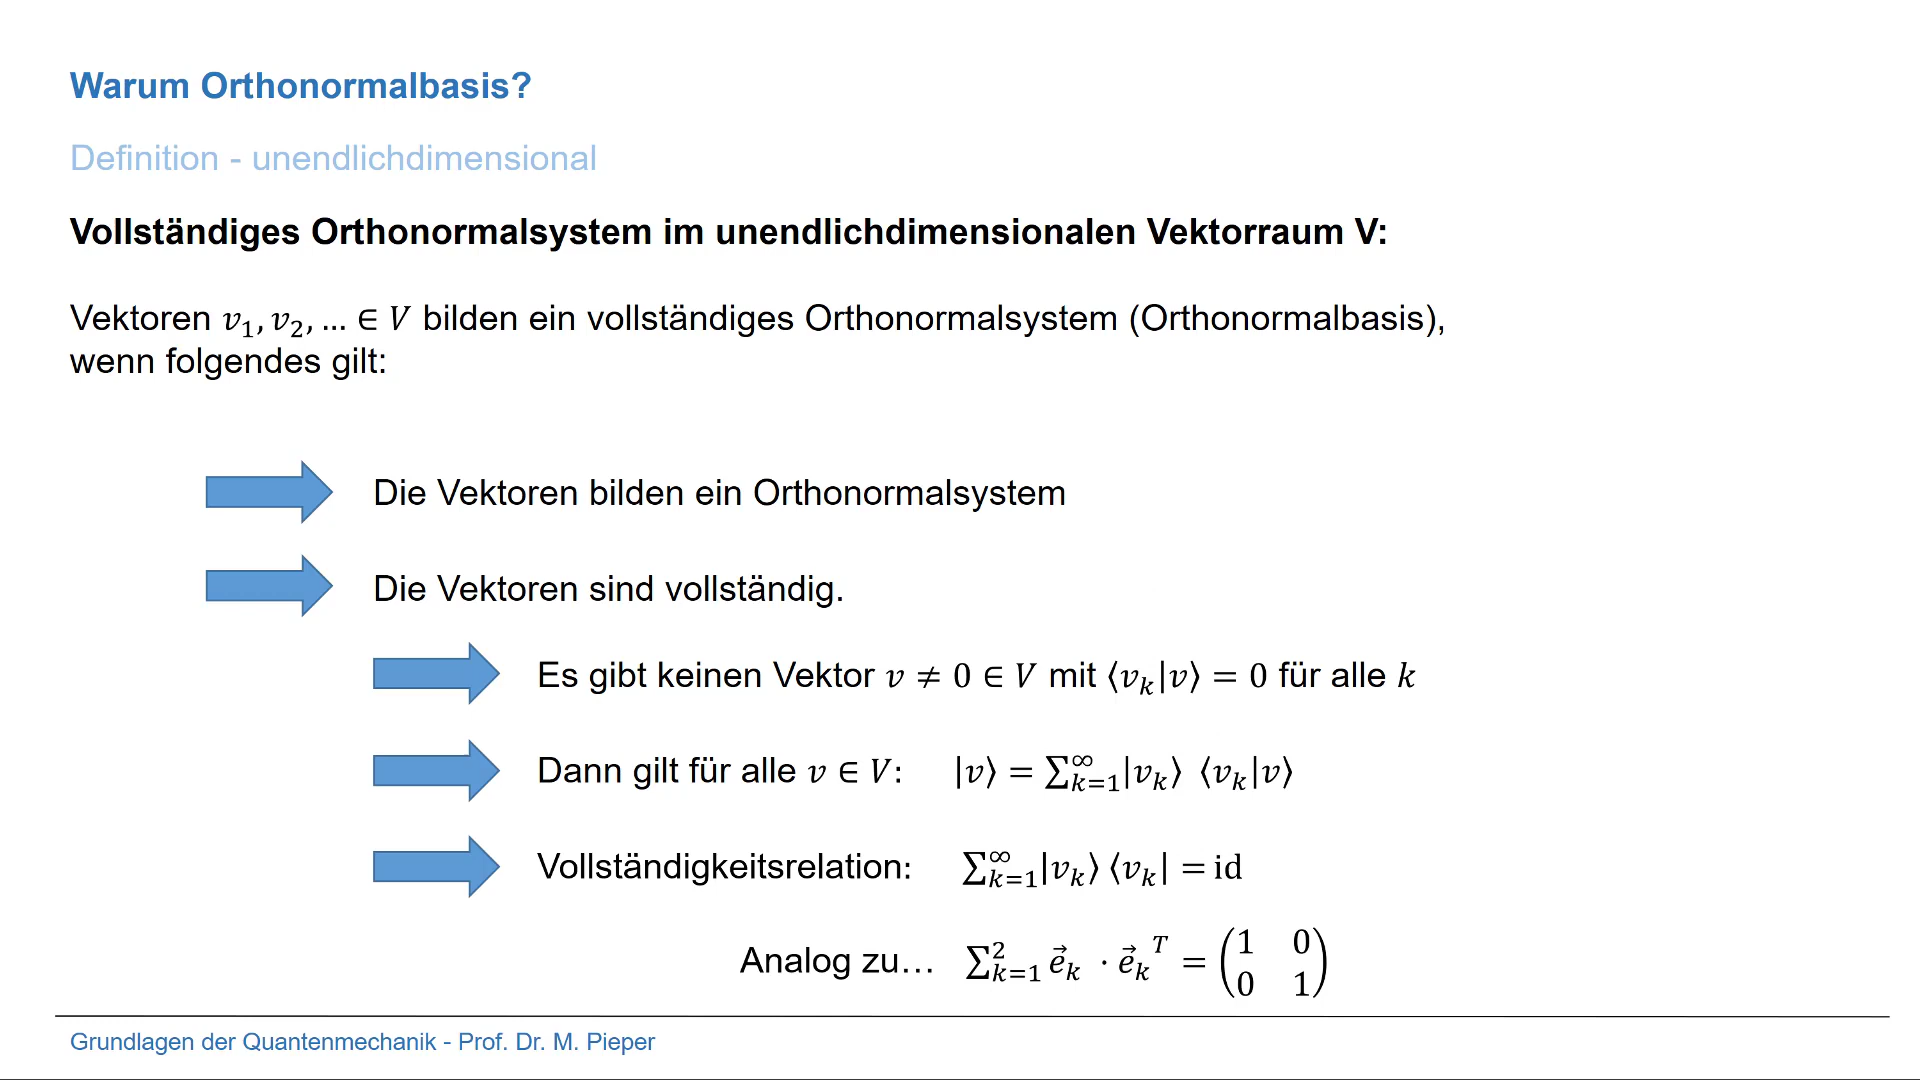 Warum Orthonormalbasis?
Definition - unendlichdimensional
Vollständiges Orthonormalsystem im unendlichdimensionalen Vektorraum V:
Vektoren 𝑣₁, 𝑣₂, … ∈ 𝑉 bilden ein vollständiges Orthonormalsystem (Orthonormalbasis),
wenn folgendes gilt:
Die Vektoren bilden ein Orthonormalsystem
Die Vektoren sind vollständig.
Es gibt keinen Vektor 𝑣 ≠ 0 ∈ 𝑉 mit ⟨𝑣ₖ|𝑣⟩ = 0 für alle 𝑘
Dann gilt für alle 𝑣 ∈ 𝑉: |𝑣⟩ = ∑_{𝑘=1}^{∞} |𝑣ₖ⟩ ⟨𝑣ₖ|𝑣⟩
Vollständigkeitsrelation: ∑_{𝑘=1}^{∞} |𝑣ₖ⟩ ⟨𝑣ₖ| = id
Analog zu… ∑_{𝑘=1}^{2} 𝑒⃗ₖ · 𝑒⃗ₖᵀ = (1 0
0 1)
Grundlagen der Quantenmechanik - Prof. Dr. M. Pieper